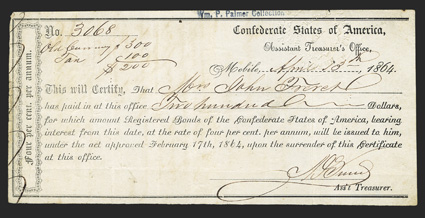 Wm. P. Palmer Collection
No. 3068
Confederate States of America,
Old Currency $300
Assistant Treasurer's Office,
Tax $100
$200
Mobile, April 28th 1864.
This will Certify, That Mrs John
has paid in this office Two hundred Dollars,
for which amount Registered Bonds of the Confederate States of America, bearing
interest from this date, at the rate of four per cent. per annum, will be issued to him,
under the act approved February 17th, 1864, upon the surrender of this Certificate
at this office.
Ass't Treasurer.
Four per cent. per annum.